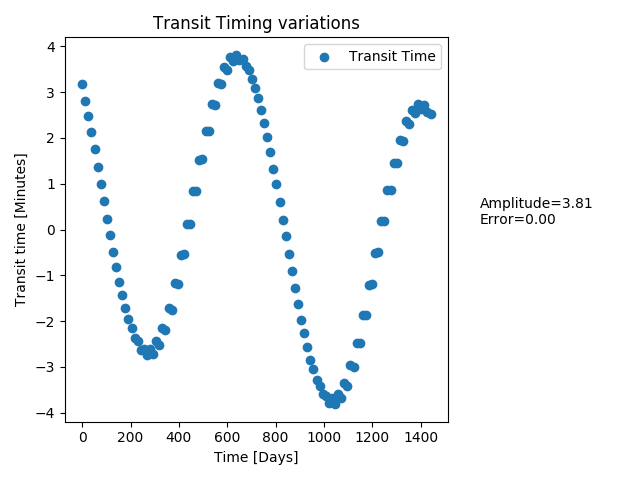 Transit Timing variations
Transit Time
Transit time [Minutes]
4
3
2
1
0
−1
−2
−3
−4
0 200 400 600 800 1000 1200 1400
Time [Days]
Amplitude=3.81
Error=0.00